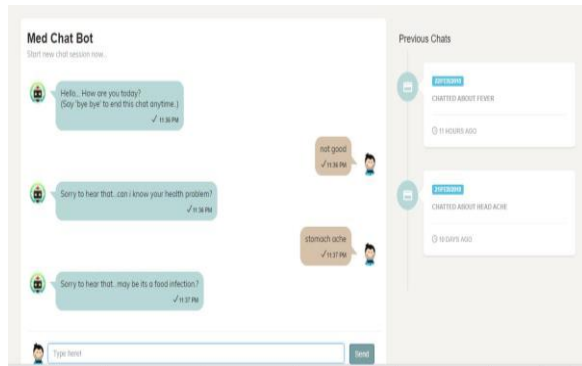 Med Chat Bot
Start new chat session now..
Hello... How are you today?
(Say 'bye bye' to end this chat anytime.)
✓ 11:36 PM
not good
✓ 11:36 PM
Sorry to hear that...can i know your health problem?
✓ 11:36 PM
stomach ache
✓ 11:37 PM
Sorry to hear that...may be its a food infection.?
✓ 11:37 PM
Type here!
Send
Previous Chats
CHATTED ABOUT FEVER
11 HOURS AGO
CHATTED ABOUT HEAD ACHE
10 DAYS AGO